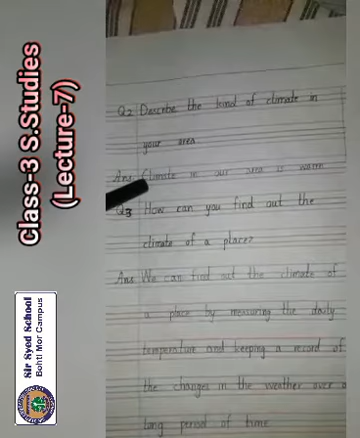 Class-3 S.Studies
(Lecture-7)
Sir Syed School
Bohti Mor Campus
Q2 Describe the kind of climate in
your area.
Ans: Climate in our area is warm
Q3 How can you find out the
climate of a place?
Ans We can find out the climate of
a place by measuring the daily
temperature and keeping a record of
the changes in the weather over a
long period of time